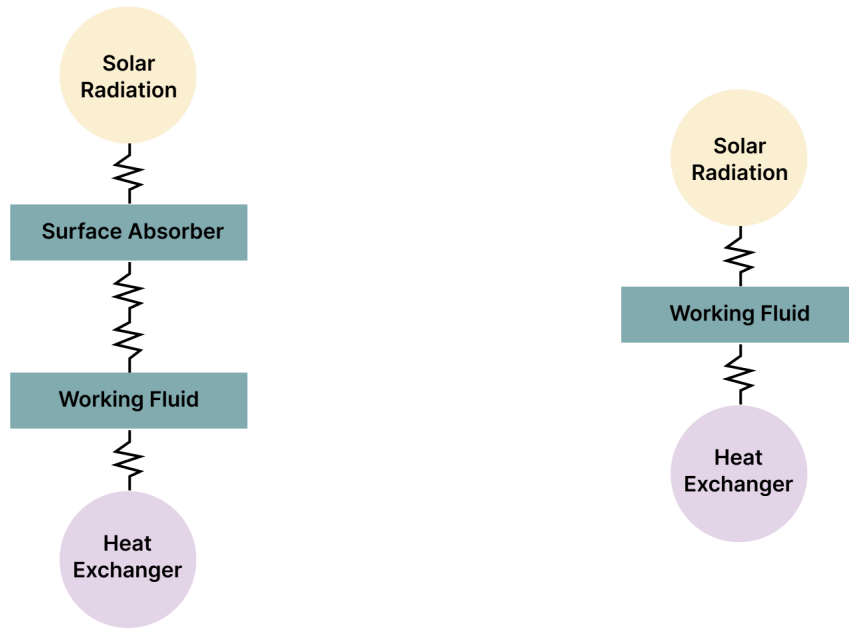 Solar
Radiation
Surface Absorber
Working Fluid
Heat
Exchanger
Solar
Radiation
Working Fluid
Heat
Exchanger